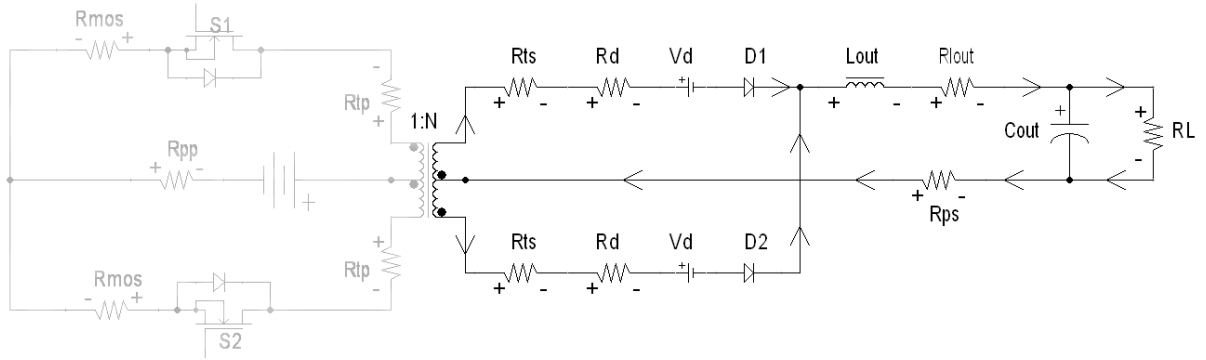 Rmos
S1
Rtp
Rpp
1:N
Rtp
Rmos
S2
Rts Rd Vd D1 Lout Rlout
Cout RL
Rps
Rts Rd Vd D2